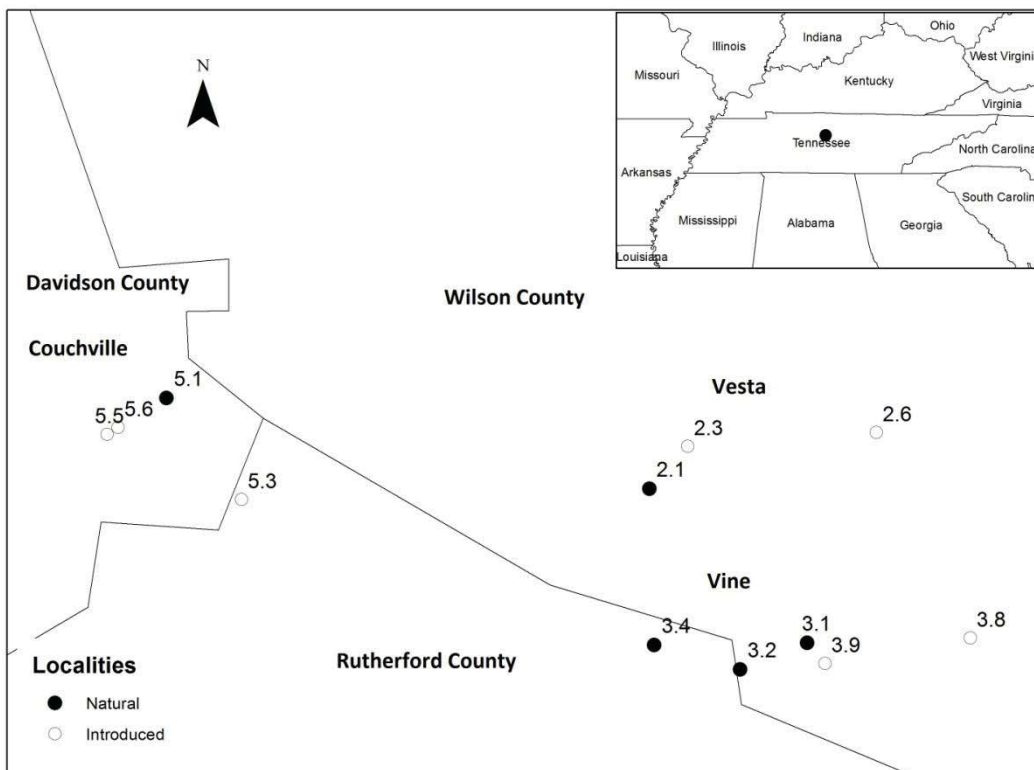 N
Davidson County
Wilson County
Couchville
5.1
5.5
5.6
5.3
Vesta
2.3
2.6
2.1
Vine
3.4
3.2
3.1
3.9
3.8
Rutherford County
Localities
Natural
Introduced
Ohio
Indiana
Illinois
West Virgini
Missouri
Kentucky
Virginia
Tennessee
North Carolina
Arkansas
South Carolin
Mississippi
Alabama
Georgia
Louisiana